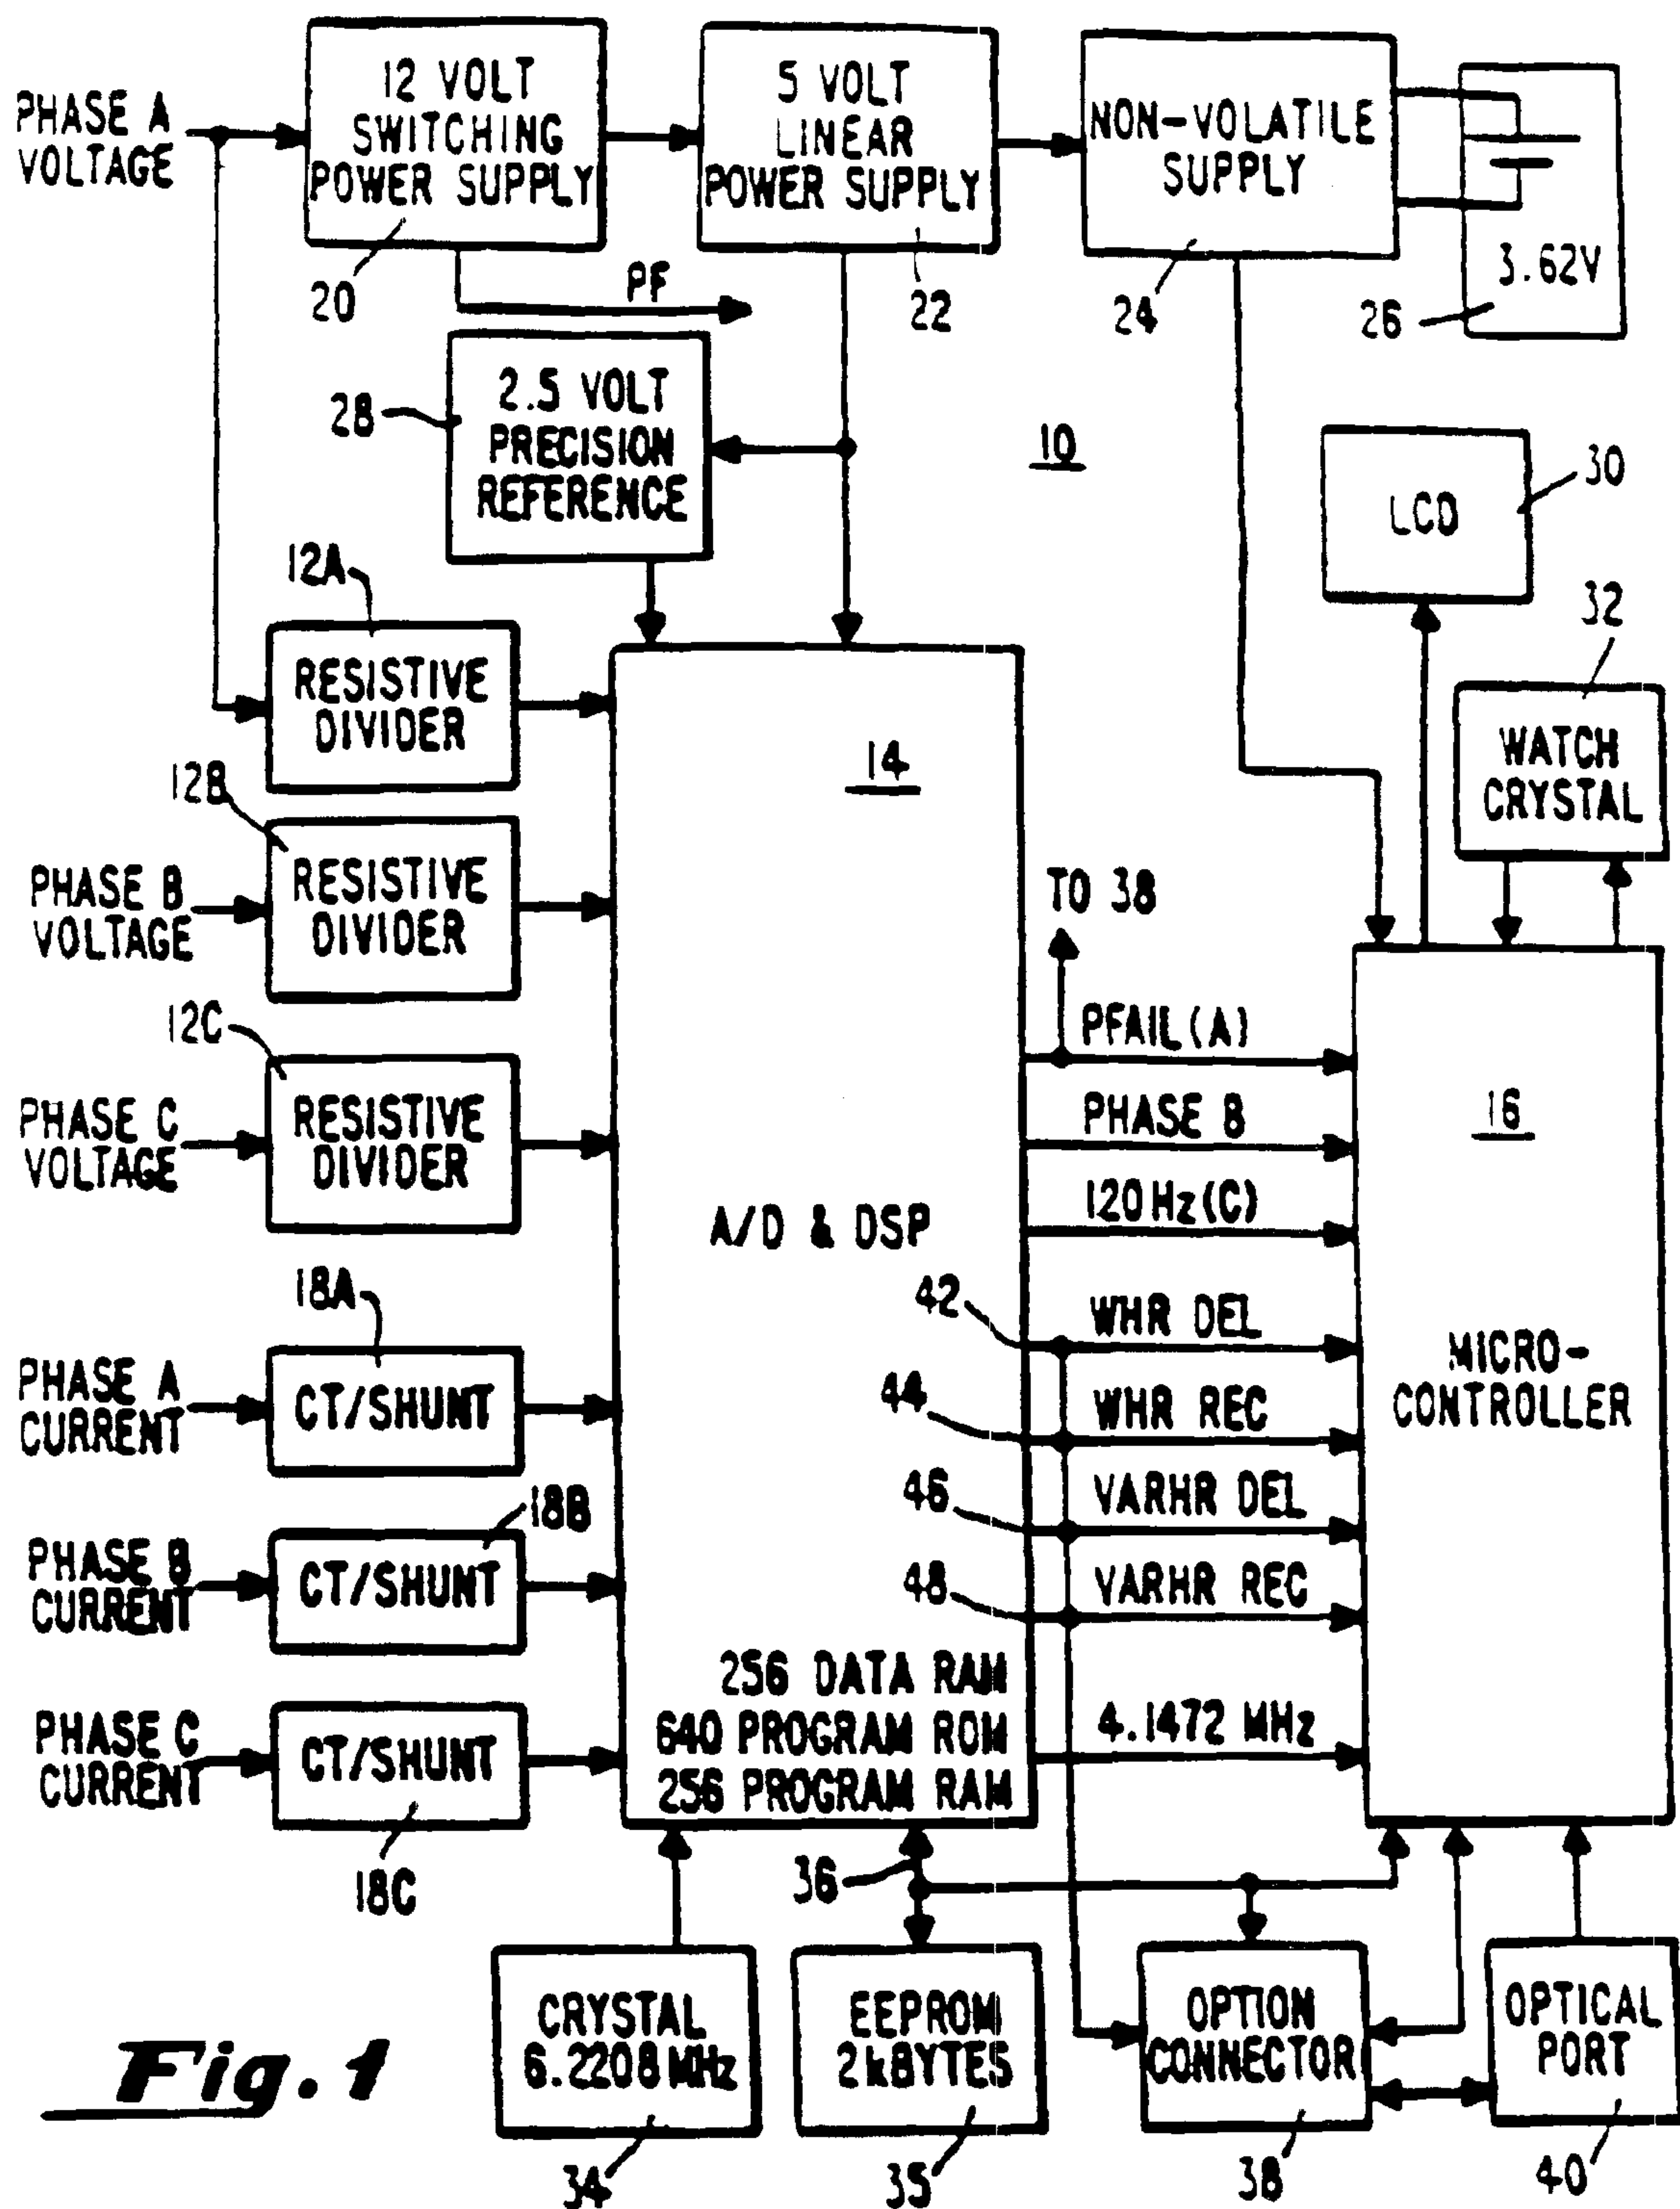 PHASE A
VOLTAGE
12 VOLT
SWITCHING
POWER SUPPLY
20
5 VOLT
LINEAR
POWER SUPPLY
22
NON-VOLATILE
SUPPLY
24
3.62V
26
PF
28
2.5 VOLT
PRECISION
REFERENCE
10
LCD
30
32
WATCH
CRYSTAL
12A
RESISTIVE
DIVIDER
12B
PHASE B
VOLTAGE
RESISTIVE
DIVIDER
12C
PHASE C
VOLTAGE
RESISTIVE
DIVIDER
18A
PHASE A
CURRENT
CT/SHUNT
18B
PHASE B
CURRENT
CT/SHUNT
PHASE C
CURRENT
CT/SHUNT
18C
14
A/D & DSP
256 DATA RAM
640 PROGRAM ROM
256 PROGRAM RAM
TO 38
PFAIL(A)
PHASE B
120Hz(C)
42
WHR DEL
44
WHR REC
46
VARHR DEL
48
VARHR REC
4.1472 MHz
16
MICRO-
CONTROLLER
36
CRYSTAL
6.2208MHz
34
EEPROM
2kBYTES
35
OPTION
CONNECTOR
38
OPTICAL
PORT
40
Fig. 1